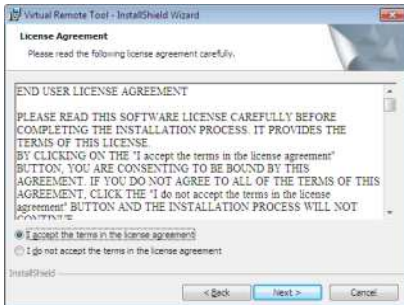 Virtual Remote Tool - InstallShield Wizard
License Agreement
Please read the following license agreement carefully.
END USER LICENSE AGREEMENT
PLEASE READ THIS SOFTWARE LICENSE CAREFULLY BEFORE
COMPLETING THE INSTALLATION PROCESS. IT PROVIDES THE
TERMS OF THIS LICENSE.
BY CLICKING ON THE "I accept the terms in the license agreement"
BUTTON, YOU ARE CONSENTING TO BE BOUND BY THIS
AGREEMENT. IF YOU DO NOT AGREE TO ALL OF THE TERMS OF THIS
AGREEMENT, CLICK THE "I do not accept the terms in the license
agreement" BUTTON AND THE INSTALLATION PROCESS WILL NOT
CONTINUE
I accept the terms in the license agreement
I do not accept the terms in the license agreement
InstallShield
< Back Next > Cancel